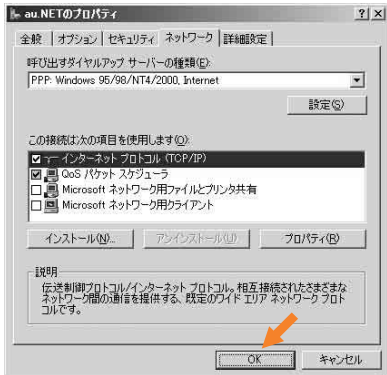 au.NETのプロパティ
全般 オプション セキュリティ ネットワーク 詳細設定
呼び出すダイヤルアップ サーバーの種類(E):
PPP: Windows 95/98/NT4/2000, Internet
設定(S)
この接続は次の項目を使用します(O):
インターネット プロトコル (TCP/IP)
QoS パケット スケジューラ
Microsoft ネットワーク用ファイルとプリンタ共有
Microsoft ネットワーク用クライアント
インストール(N)... アンインストール(U) プロパティ(R)
説明
伝送制御プロトコル/インターネット プロトコル。相互接続されたさまざまな
ネットワーク間の通信を提供する、既定のワイド エリア ネットワーク プロト
コルです。
OK キャンセル